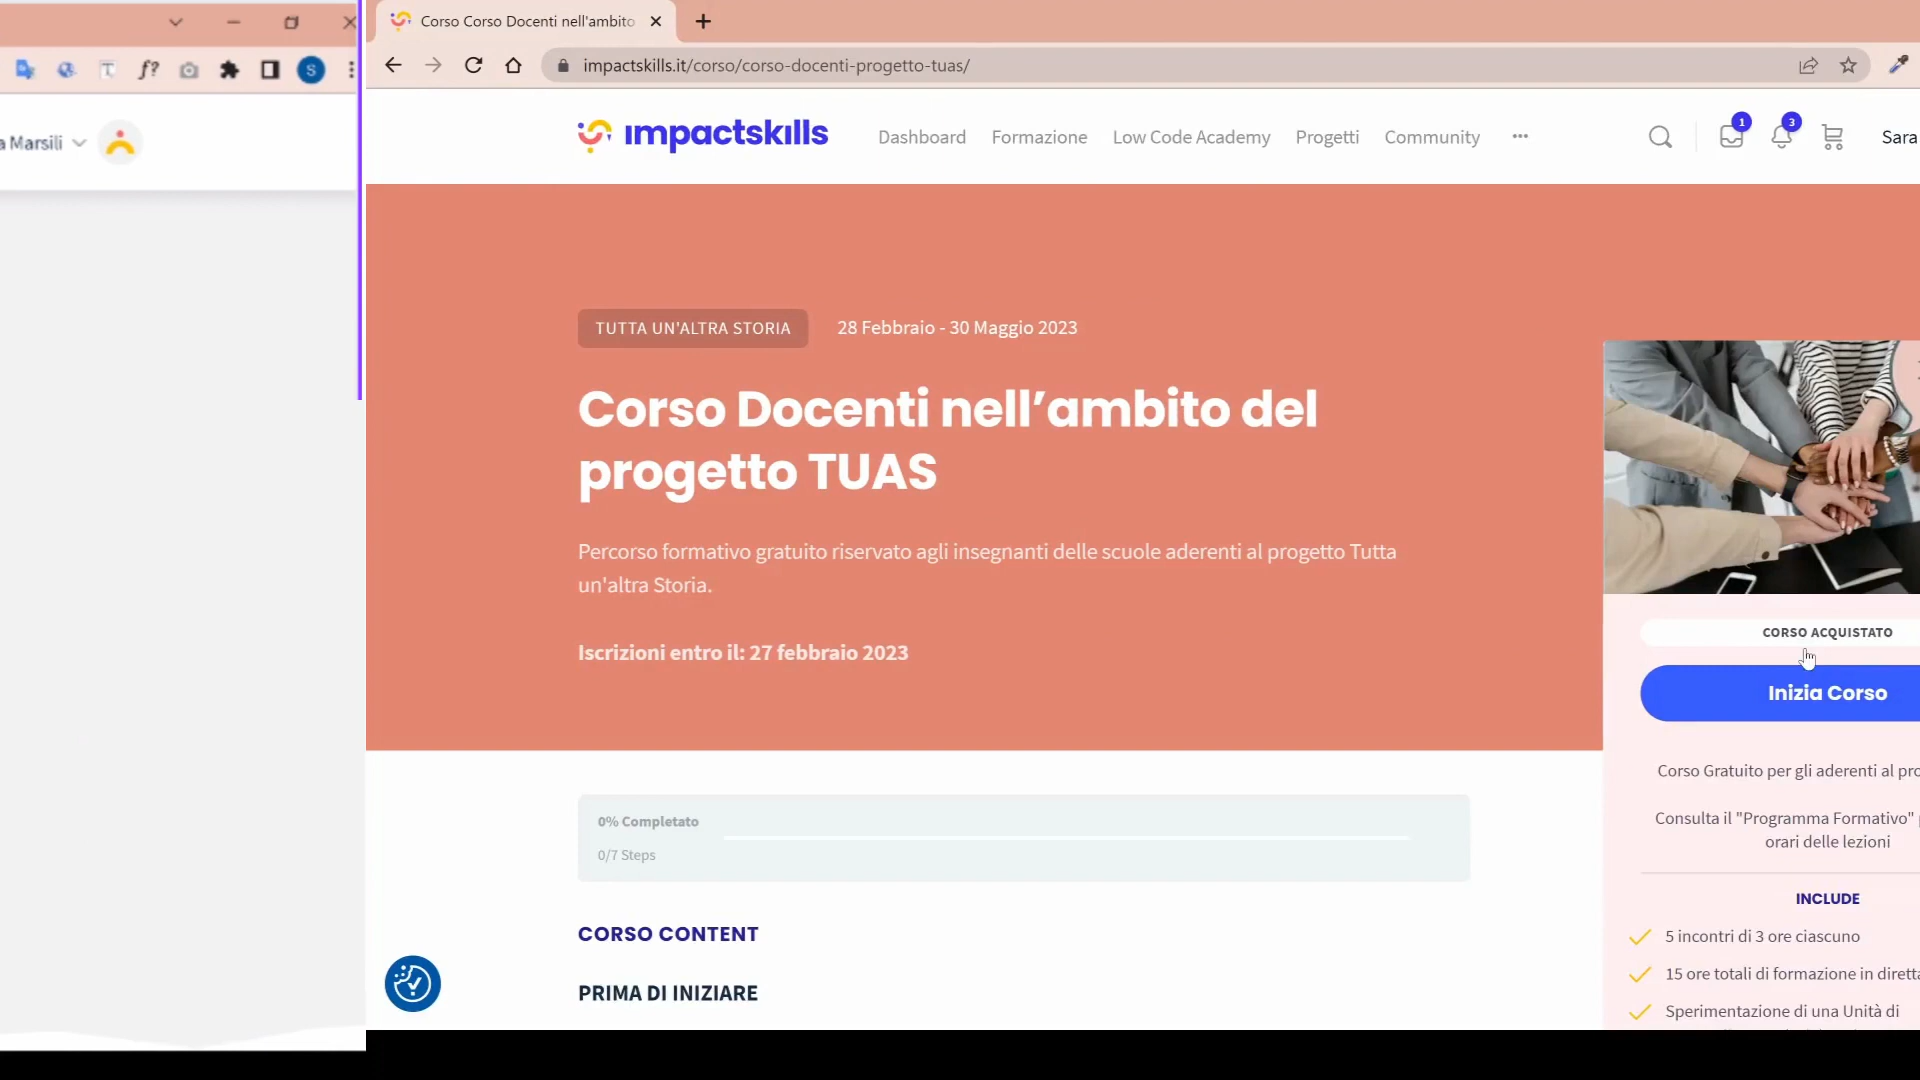 Corso Corso Docenti nell'ambito
S
impactskills.it/corso/corso-docenti-progetto-tuas/
Marsili
impactskills
Dashboard
Formazione
Low Code Academy
Progetti
Community
1
3
Sara
TUTTA UN'ALTRA STORIA
28 Febbraio - 30 Maggio 2023
Corso Docenti nell’ambito del
progetto TUAS
Percorso formativo gratuito riservato agli insegnanti delle scuole aderenti al progetto Tutta
un'altra Storia.
Iscrizioni entro il: 27 febbraio 2023
CORSO ACQUISTATO
Inizia Corso
Corso Gratuito per gli aderenti al pro
Consulta il "Programma Formativo"
orari delle lezioni
INCLUDE
5 incontri di 3 ore ciascuno
15 ore totali di formazione in dirett
Sperimentazione di una Unità di
0% Completato
0/7 Steps
CORSO CONTENT
PRIMA DI INIZIARE